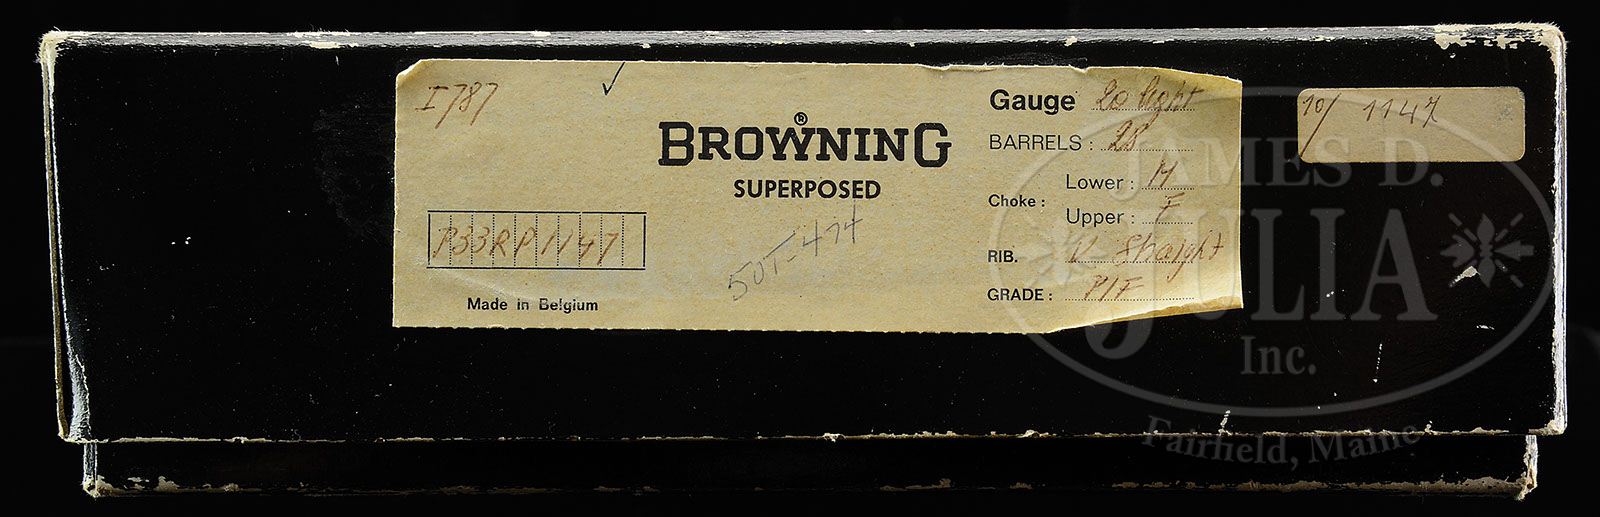 I787 ✓
BROWNING ®
SUPERPOSED
P33RP1147
Made in Belgium
50T-474
Gauge 20 light
BARRELS : 28
Choke :
Lower : M
Upper : F
RIB. V Straight
GRADE : P1F
10/ 1147
JAMES D.
JULIA
Inc.
Fairfield, Maine